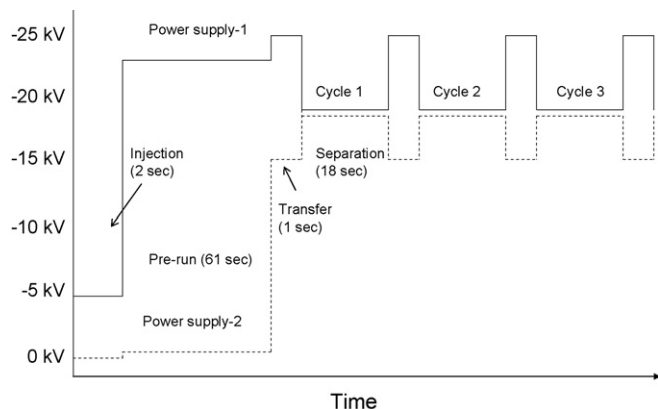 -25 kV
Power supply-1
-20 kV
Cycle 1
Cycle 2
Cycle 3
-15 kV
Injection
(2 sec)
Separation
(18 sec)
Transfer
(1 sec)
-10 kV
Pre-run (61 sec)
-5 kV
Power supply-2
0 kV
Time